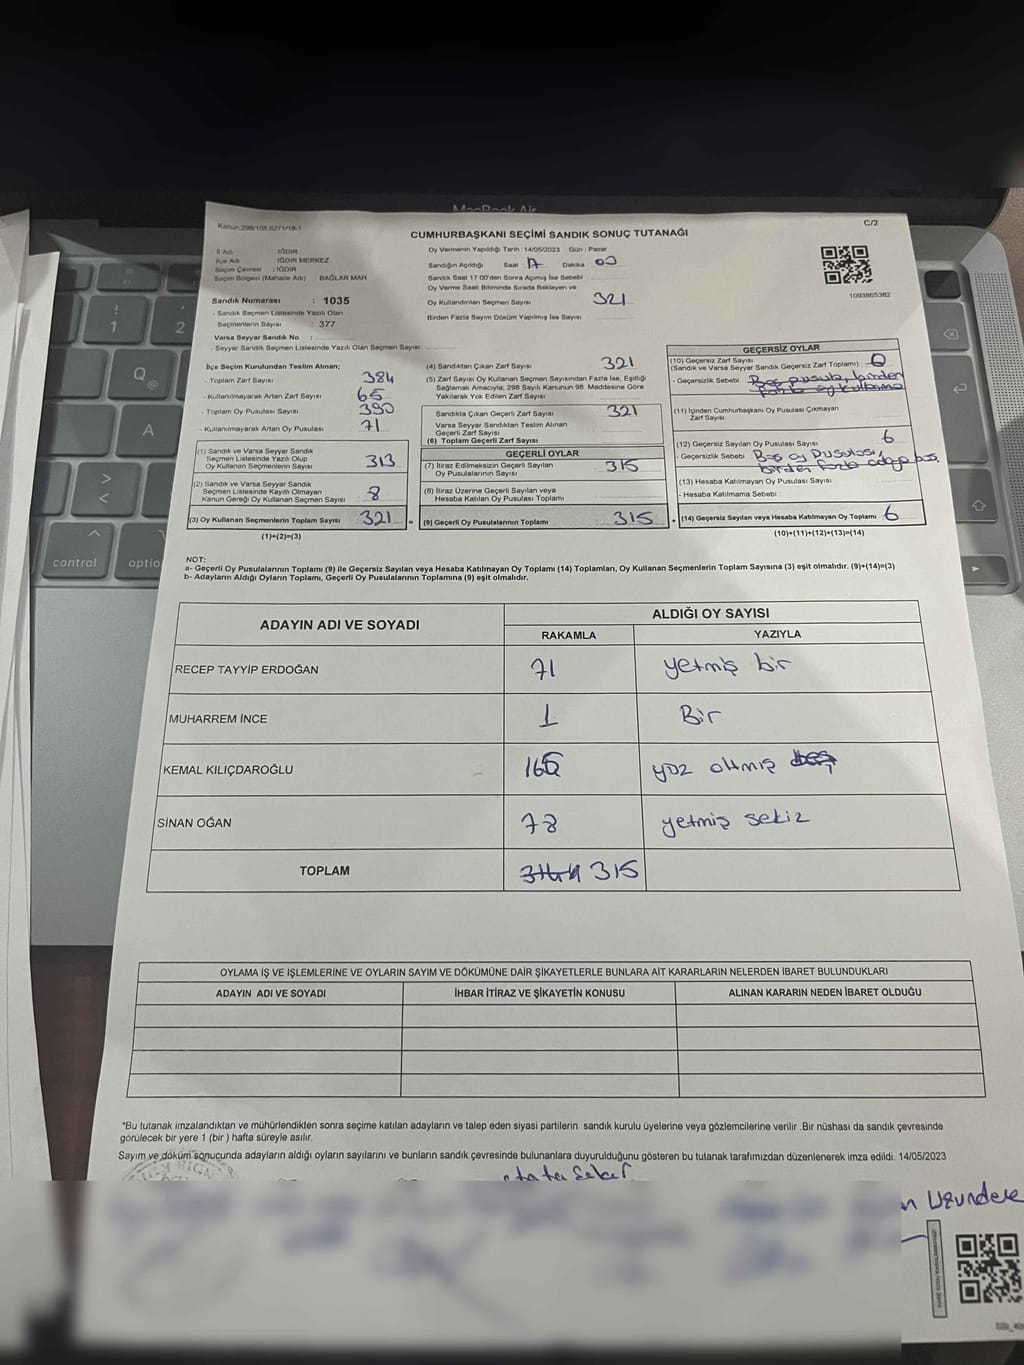 MacBook Air
Kanun:298/105 6271/18-1
C/2
CUMHURBAŞKANI SEÇİMİ SANDIK SONUÇ TUTANAĞI
İl Adı IĞDIR
İlçe Adı IĞDIR MERKEZ
Seçim Çevresi : IĞDIR
Seçim Bölgesi (Mahalle Adı) BAĞLAR MAH
Sandık Numarası : 1035
- Sandık Seçmen Listesinde Yazılı Olan
Seçmenlerin Sayısı : 377
Varsa Seyyar Sandık No :
- Seyyar Sandık Seçmen Listesinde Yazılı Olan Seçmen Sayısı:
Oy Vermenin Yapıldığı Tarih :14/05/2023 Gün : Pazar
Sandığın Açıldığı Saat 17 Dakika 00
Sandık Saat 17.00'den Sonra Açılmış İse Sebebi
Oy Verme Saati Bitiminde Sırada Bekleyen ve
Oy Kullandırılan Seçmen Sayısı 321
Birden Fazla Sayım Döküm Yapılmış İse Sayısı
1093865382
İlçe Seçim Kurulundan Teslim Alınan;
- Toplam Zarf Sayısı 384
- Kullanılmayarak Artan Zarf Sayısı 65
- Toplam Oy Pusulası Sayısı 390
- Kullanılmayarak Artan Oy Pusulası 71
(1) Sandık ve Varsa Seyyar Sandık
Seçmen Listesinde Yazılı Olup
Oy Kullanan Seçmenlerin Sayısı 313
(2) Sandık ve Varsa Seyyar Sandık
Seçmen Listesinde Kayıtlı Olmayan
Kanun Gereği Oy Kullanan Seçmen Sayısı 8
(3) Oy Kullanan Seçmenlerin Toplam Sayısı 321
(1)+(2)=(3)
(4) Sandıktan Çıkan Zarf Sayısı 321
(5) Zarf Sayısı Oy Kullanan Seçmen Sayısından Fazla İse, Eşitliği
Sağlamak Amacıyla; 298 Sayılı Kanunun 98. Maddesine Göre
Yakılarak Yok Edilen Zarf Sayısı
Sandıkta Çıkan Geçerli Zarf Sayısı 321
Varsa Seyyar Sandıktan Teslim Alınan
Geçerli Zarf Sayısı
(6) Toplam Geçerli Zarf Sayısı
GEÇERLİ OYLAR
(7) İtiraz Edilmeksizin Geçerli Sayılan
Oy Pusulalarının Sayısı 315
(8) İtiraz Üzerine Geçerli Sayılan veya
Hesaba Katılan Oy Pusulası Toplamı
= (9) Geçerli Oy Pusulalarının Toplamı 315
GEÇERSİZ OYLAR
(10) Geçersiz Zarf Sayısı
(Sandık ve Varsa Seyyar Sandık Geçersiz Zarf Toplamı) 0
- Geçersizlik Sebebi Boş pusula, birden
fazla oy kullanma
(11) İçinden Cumhurbaşkanı Oy Pusulası Çıkmayan
Zarf Sayısı
(12) Geçersiz Sayılan Oy Pusulası Sayısı 6
- Geçersizlik Sebebi Boş oy Pusulası,
birden fazla adaya
(13) Hesaba Katılmayan Oy Pusulası Sayısı
- Hesaba Katılmama Sebebi
+ (14) Geçersiz Sayılan veya Hesaba Katılmayan Oy Toplamı 6
(10)+(11)+(12)+(13)=(14)
NOT:
a- Geçerli Oy Pusulalarının Toplamı (9) ile Geçersiz Sayılan veya Hesaba Katılmayan Oy Toplamı (14) Toplamları, Oy Kullanan Seçmenlerin Toplam Sayısına (3) eşit olmalıdır. (9)+(14)=(3)
b- Adayların Aldığı Oyların Toplamı, Geçerli Oy Pusulalarının Toplamına (9) eşit olmalıdır.
ADAYIN ADI VE SOYADI ALDIĞI OY SAYISI
RAKAMLA YAZIYLA
RECEP TAYYİP ERDOĞAN 71 yetmiş bir
MUHARREM İNCE 1 Bir
KEMAL KILIÇDAROĞLU 165 yüz altmış beş
SİNAN OĞAN 78 yetmiş sekiz
TOPLAM 315
OYLAMA İŞ VE İŞLEMLERİNE VE OYLARIN SAYIM VE DÖKÜMÜNE DAİR ŞİKAYETLERLE BUNLARA AİT KARARLARIN NELERDEN İBARET BULUNDUKLARI
ADAYIN ADI VE SOYADI İHBAR İTİRAZ VE ŞİKAYETİN KONUSU ALINAN KARARIN NEDEN İBARET OLDUĞU
*Bu tutanak imzalandıktan ve mühürlendikten sonra seçime katılan adayların ve talep eden siyasi partilerin sandık kurulu üyelerine veya gözlemcilerine verilir .Bir nüshası da sandık çevresinde
görülecek bir yere 1 (bir ) hafta süreyle asılır.
Sayım ve döküm sonucunda adayların aldığı oyların sayılarını ve bunların sandık çevresinde bulunanlara duyurulduğunu gösteren bu tutanak tarafımızdan düzenlenerek imza edildi. 14/05/2023
Uzundere
! 1 2
Q @
A
> <
control
optio